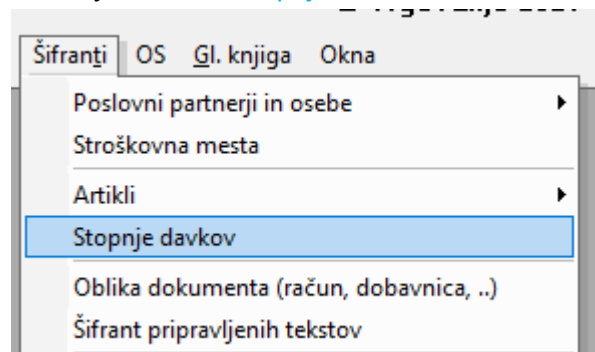 Šifranti OS Gl. knjiga Okna
Poslovni partnerji in osebe
Stroškovna mesta
Artikli
Stopnje davkov
Oblika dokumenta (račun, dobavnica, ..)
Šifrant pripravljenih tekstov